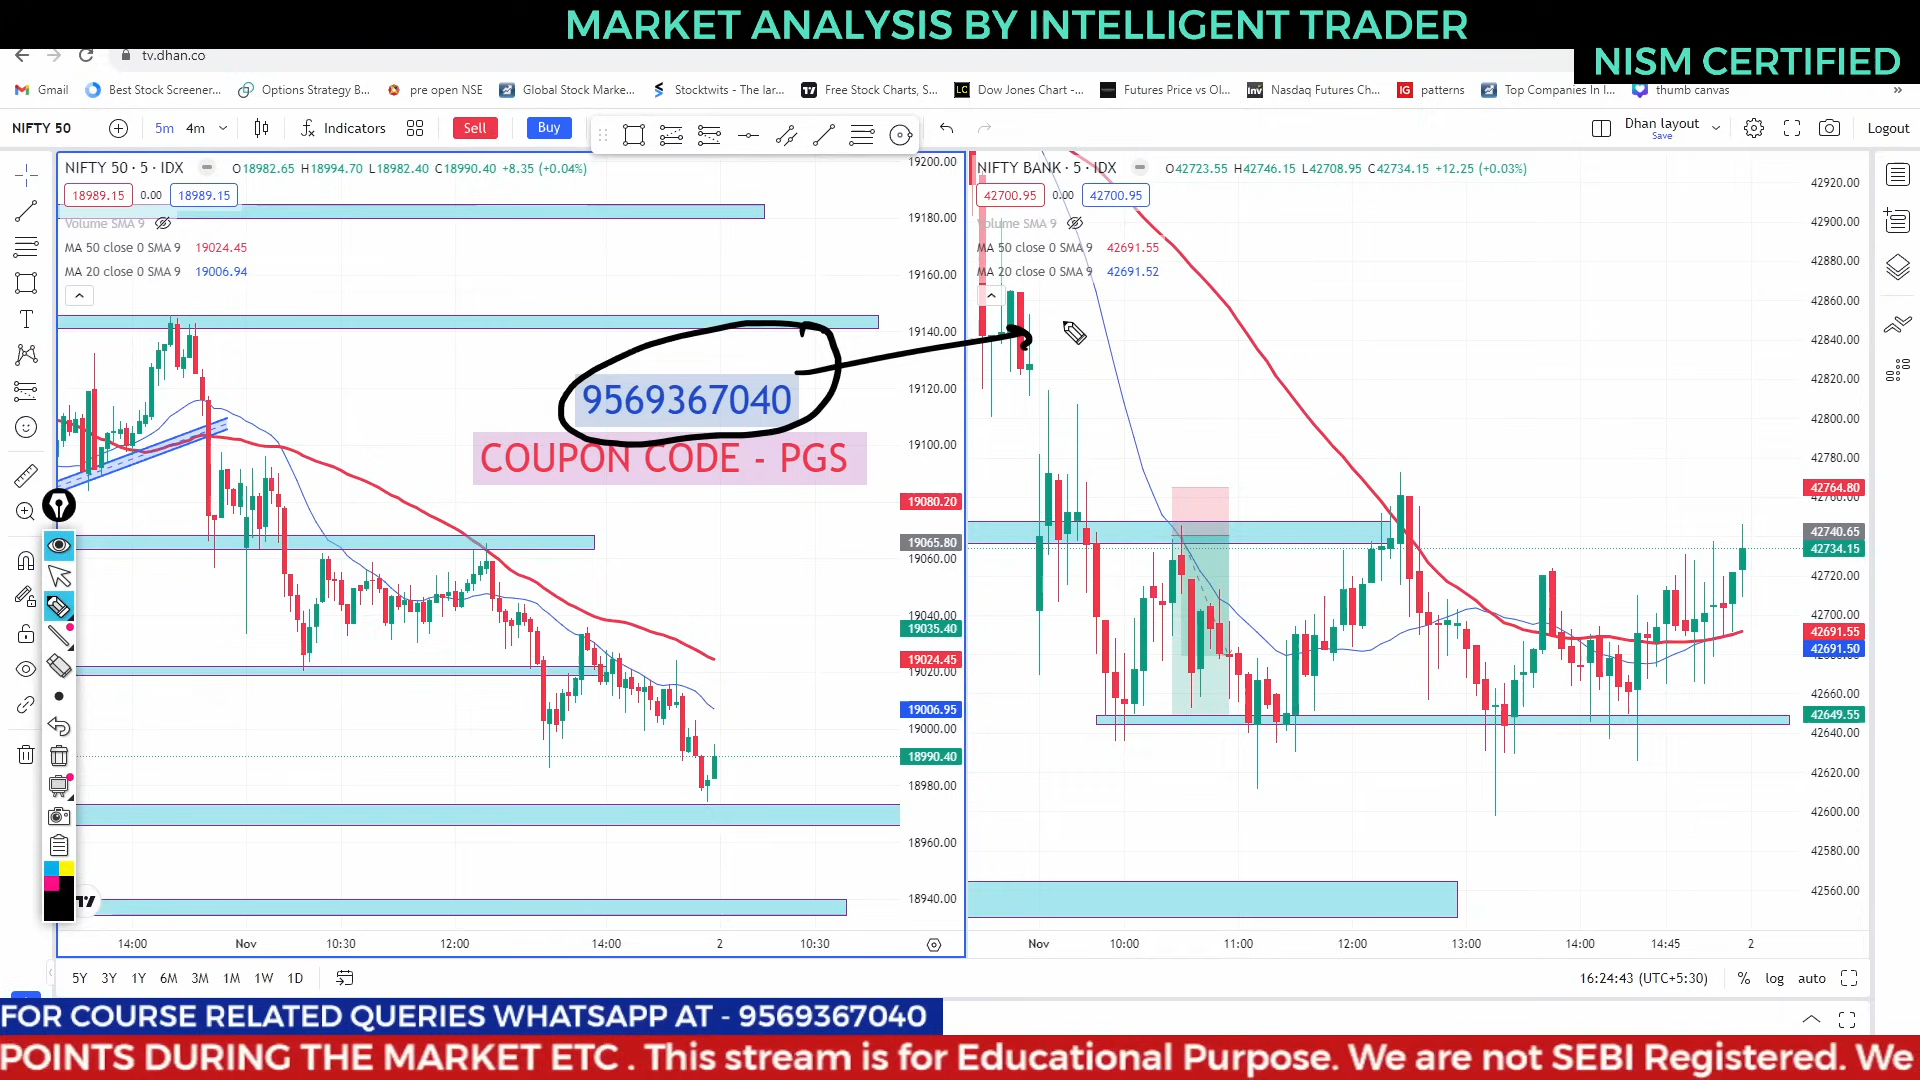 MARKET ANALYSIS BY INTELLIGENT TRADER
NISM CERTIFIED
tv.dhan.co
Gmail Best Stock Screener... Options Strategy B... pre open NSE Global Stock Marke... Stocktwits - The lar... Free Stock Charts, S... Dow Jones Chart -... Futures Price vs Ol... Nasdaq Futures Ch... patterns Top Companies In I... thumb canvas »
NIFTY 50 5m 4m Indicators Sell Buy Dhan layout Save Logout
NIFTY 50 · 5 · IDX O18982.65 H18994.70 L18982.40 C18990.40 +8.35 (+0.04%)
18989.15 0.00 18989.15
Volume SMA 9
MA 50 close 0 SMA 9 19024.45
MA 20 close 0 SMA 9 19006.94
9569367040
COUPON CODE - PGS
19200.00
19180.00
19160.00
19140.00
19120.00
19100.00
19080.20
19065.80
19060.00
19040.00
19035.40
19024.45
19020.00
19006.95
19000.00
18990.40
18980.00
18960.00
18940.00
14:00 Nov 10:30 12:00 14:00 2 10:30
NIFTY BANK · 5 · IDX O42723.55 H42746.15 L42708.95 C42734.15 +12.25 (+0.03%)
42700.95 0.00 42700.95
Volume SMA 9
MA 50 close 0 SMA 9 42691.55
MA 20 close 0 SMA 9 42691.52
42920.00
42900.00
42880.00
42860.00
42840.00
42820.00
42800.00
42780.00
42764.80
42760.00
42740.65
42734.15
42720.00
42700.00
42691.55
42691.50
42660.00
42649.55
42640.00
42620.00
42600.00
42580.00
42560.00
Nov 10:00 11:00 12:00 13:00 14:00 14:45 2
5Y 3Y 1Y 6M 3M 1M 1W 1D 16:24:43 (UTC+5:30) % log auto
FOR COURSE RELATED QUERIES WHATSAPP AT - 9569367040
POINTS DURING THE MARKET ETC . This stream is for Educational Purpose. We are not SEBI Registered. We